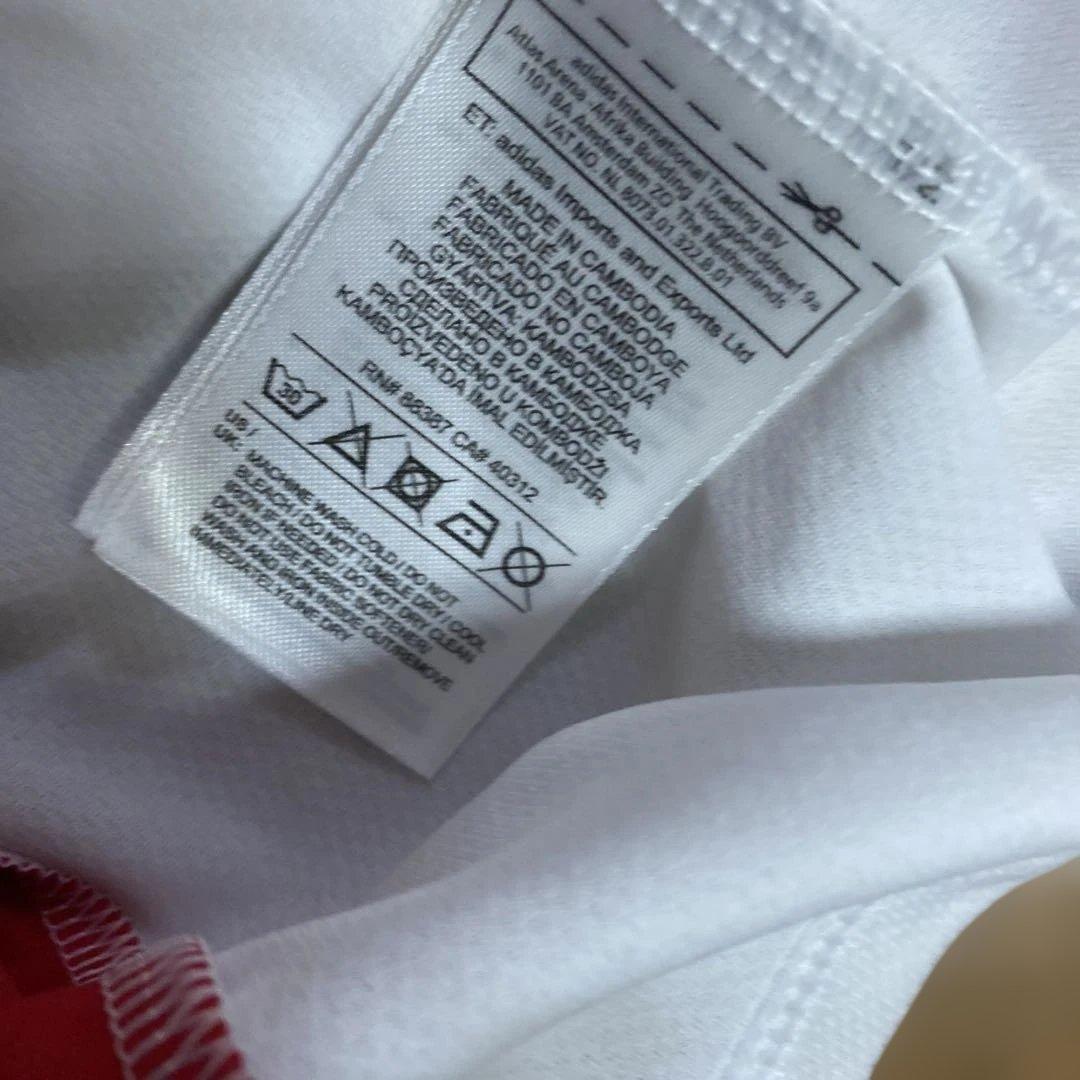 adidas International Trading BV
Atlas Arena -Afrika Building, Hoogoorddreef 9a
1101 BA Amsterdam ZO, The Netherlands
VAT NO. NL 8073.01.322.B.01
ET: adidas Imports and Exports Ltd
MADE IN CAMBODIA
FABRIQUÉ AU CAMBODGE
FABRICADO EN CAMBOYA
FABRICADO NO CAMBOJA
GYÁRTVA: KAMBODZSA
ПРОИЗВЕДЕН В КАМБОДЖА
СДЕЛАНО В КАМБОДЖЕ
PROIZVEDENO U KOMBODŽI
KAMBOÇYA'DA İMAL EDİLMİŞTİR
RN# 88387 CA# 40312
30
US /
UK: MACHINE WASH COLD / DO NOT
BLEACH / DO NOT TUMBLE DRY / COOL
IRON IF NEEDED / DO NOT DRY CLEAN
DO NOT USE FABRIC SOFTENER/
WASH AND IRON INSIDE OUT/REMOVE
IMMEDIATELY/LINE DRY